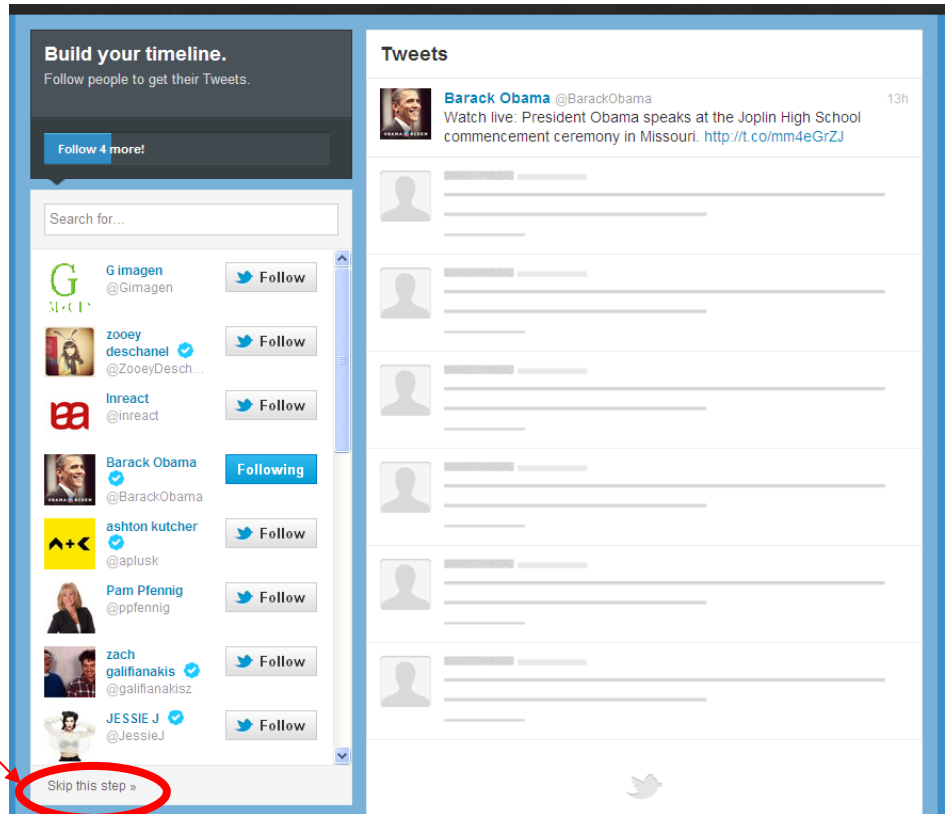 Build your timeline.
Follow people to get their Tweets.
Follow 4 more!
Search for...
G imagen
@Gimagen
Follow
zooey
deschanel
@ZooeyDesch...
Follow
Inreact
@inreact
Follow
Barack Obama
@BarackObama
Following
ashton kutcher
@aplusk
Follow
Pam Pfennig
@ppfennig
Follow
zach
galifianakis
@galifianakisz
Follow
JESSIE J
@JessieJ
Follow
Skip this step »
Tweets
Barack Obama @BarackObama 13h
Watch live: President Obama speaks at the Joplin High School
commencement ceremony in Missouri. http://t.co/mm4eGrZJ